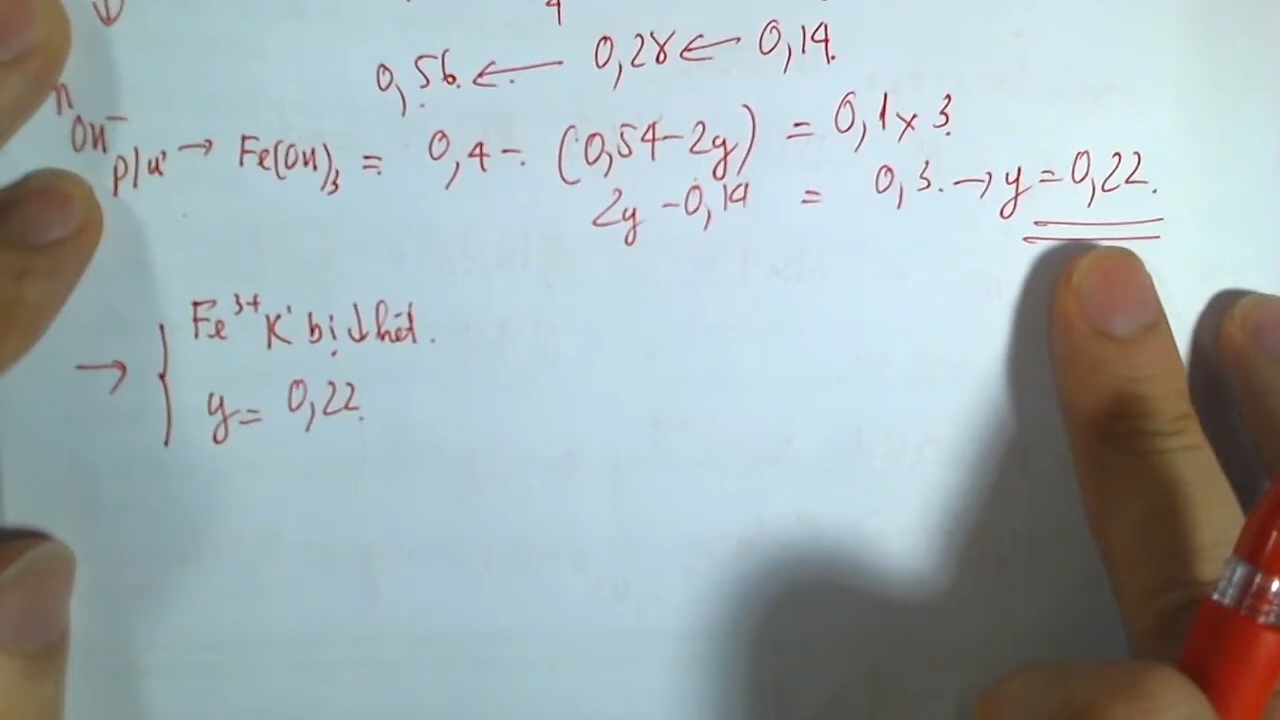 0,56 ← 0,28 ← 0,14.
n OH⁻ p/ư → Fe(OH)₃ = 0,4 - (0,54 - 2y) = 0,1 x 3.
2y - 0,14 = 0,3. → y = 0,22.
→ { Fe³⁺ K bị ↓ hết.
y = 0,22.